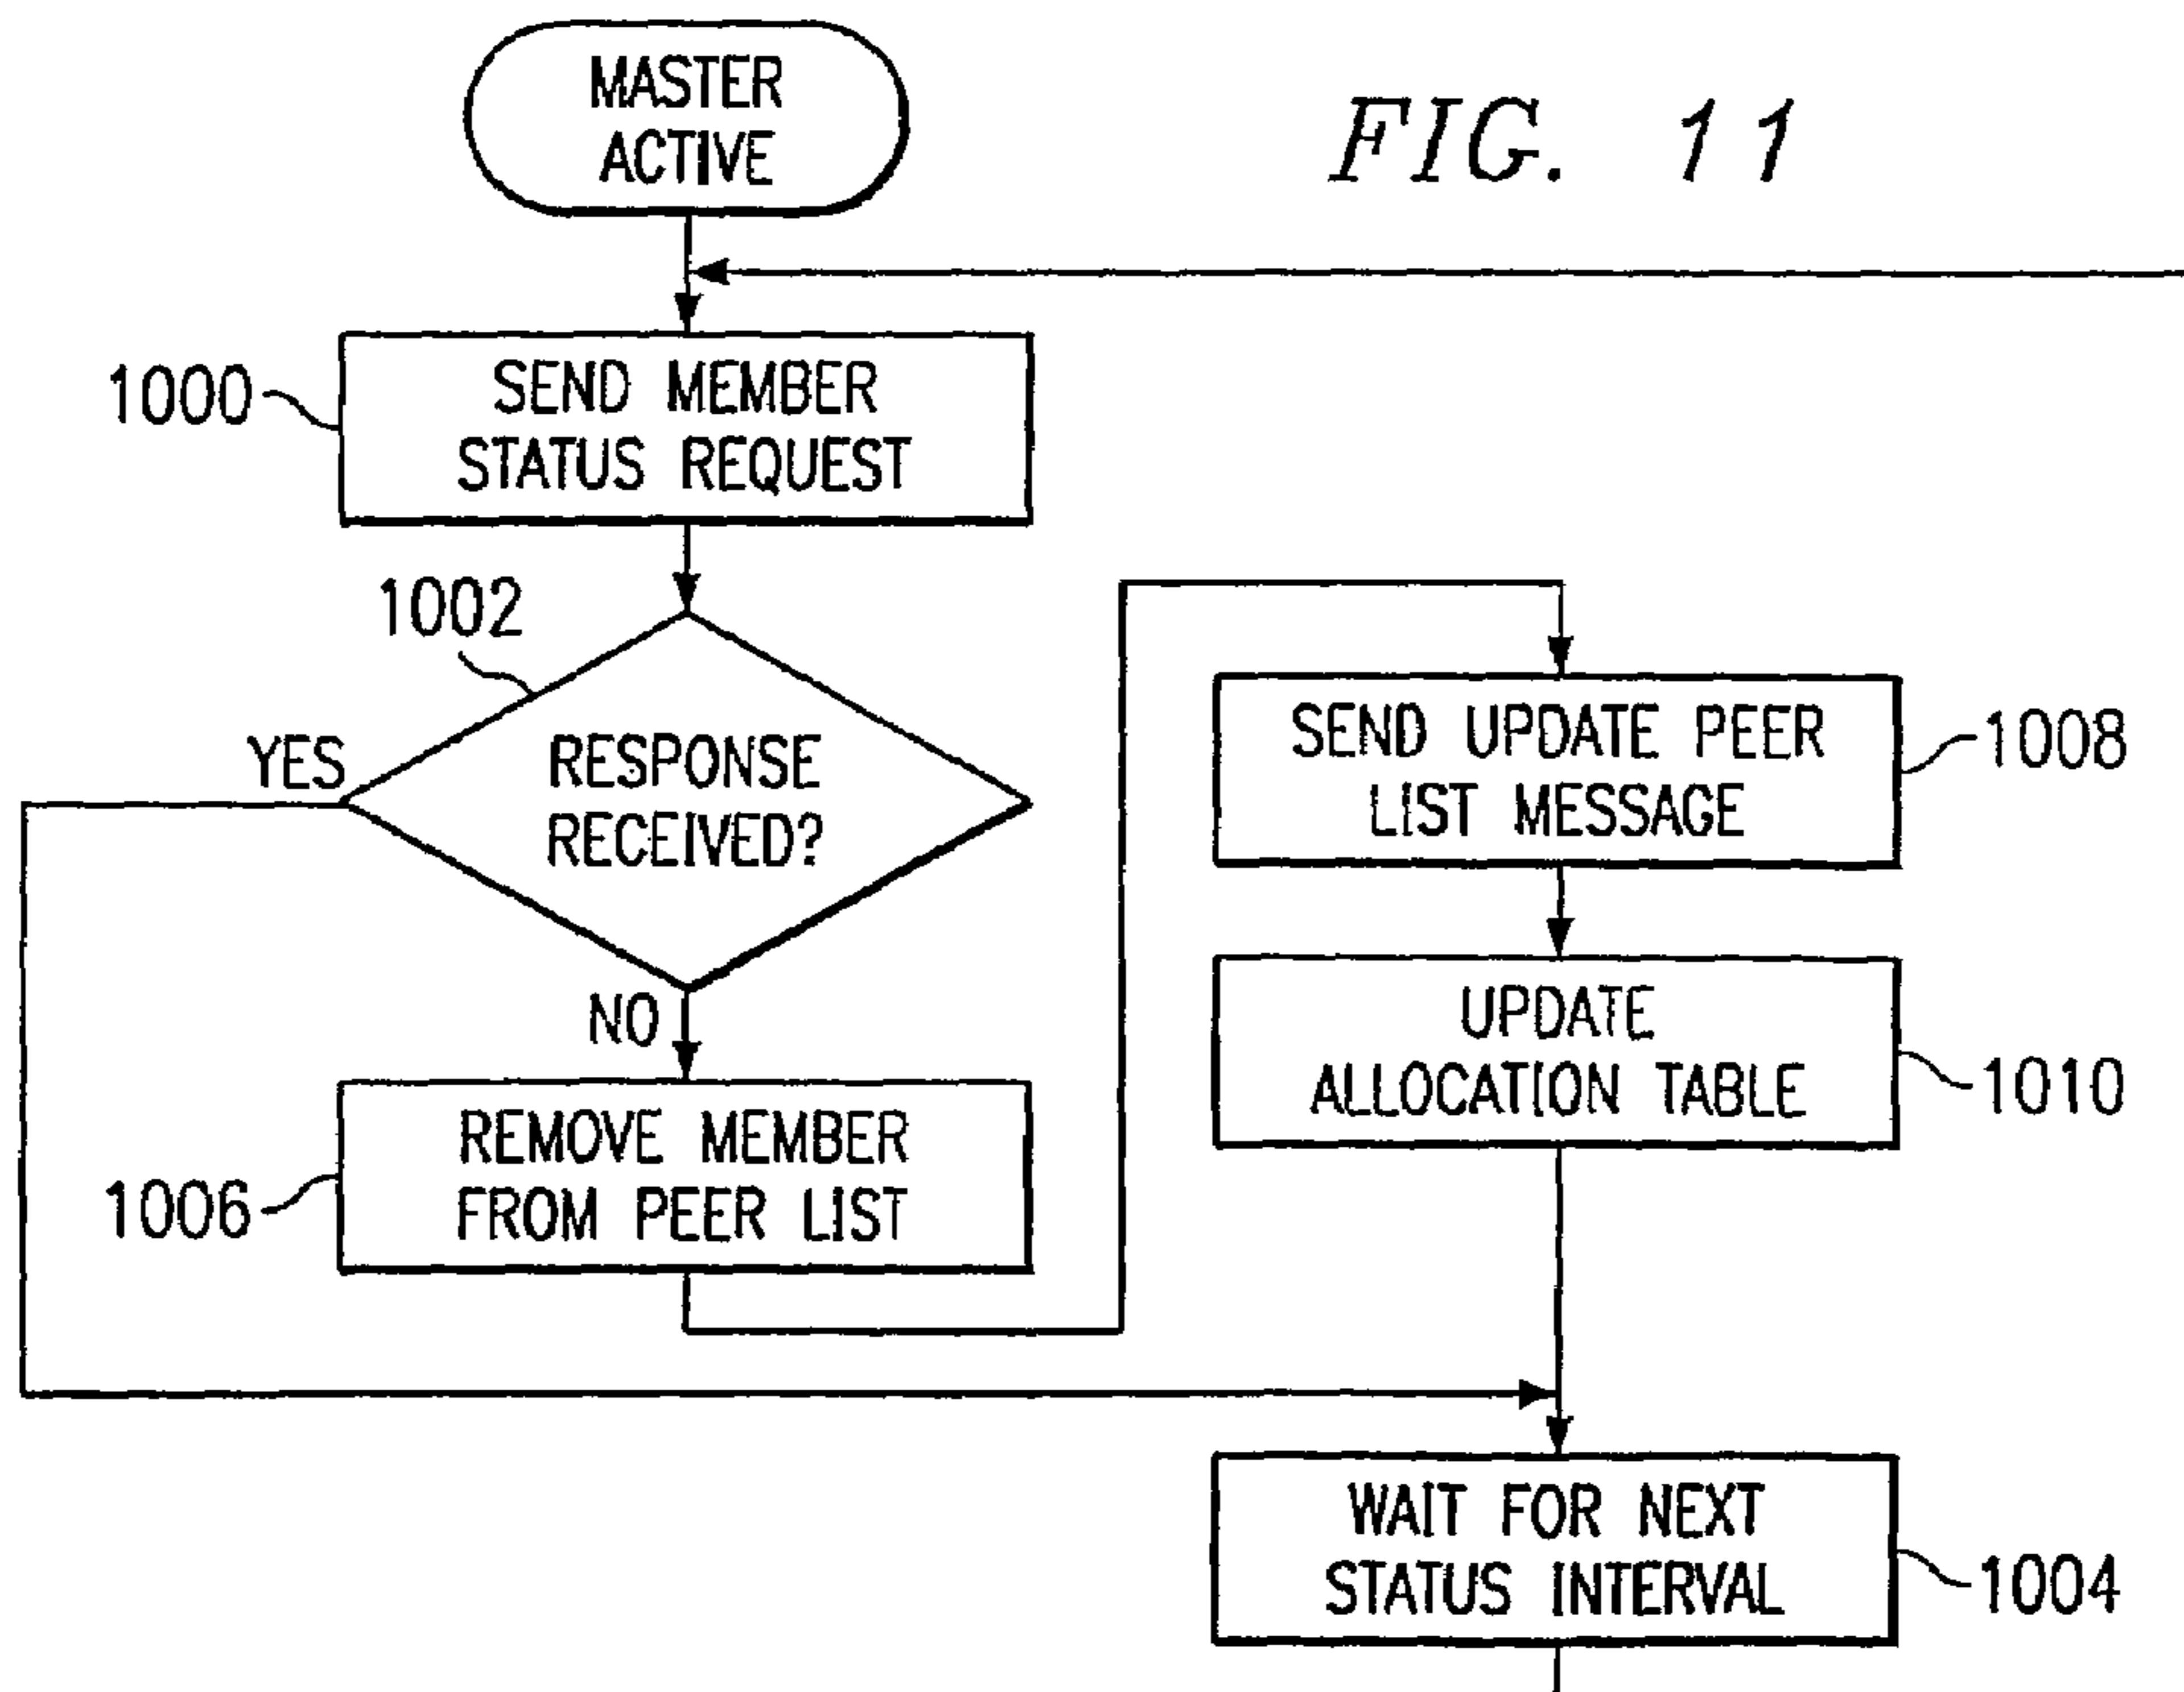 MASTER
ACTIVE
FIG. 11
1000
SEND MEMBER
STATUS REQUEST
1002
YES
RESPONSE
RECEIVED?
NO
1006
REMOVE MEMBER
FROM PEER LIST
SEND UPDATE PEER
LIST MESSAGE
1008
UPDATE
ALLOCATION TABLE
1010
WAIT FOR NEXT
STATUS INTERVAL
1004